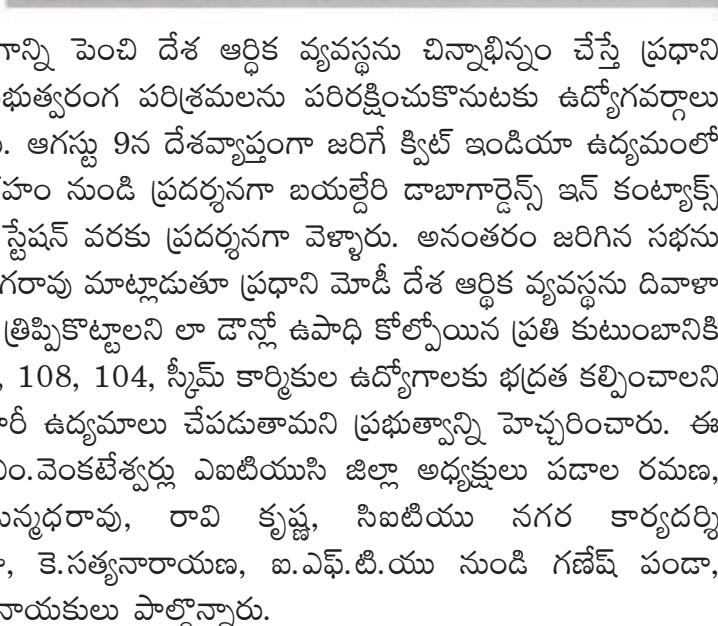 గాన్ని పెంచి దేశ ఆర్ధిక వ్యవస్థను చిన్నాభిన్నం చేస్తే ప్రధాని
భుత్వరంగ పరిశ్రమలను పరిరక్షించుకొనుటకు ఉద్యోగవర్గాలు
. ఆగస్టు 9న దేశవ్యాప్తంగా జరిగే క్విట్ ఇండియా ఉద్యమంలో
హం నుండి ప్రదర్శనగా బయల్దేరి డాబాగార్డెన్స్ ఇన్ కంట్యాక్స్
స్టేషన్ వరకు ప్రదర్శనగా వెళ్ళారు. అనంతరం జరిగిన సభను
గరావు మాట్లాడుతూ ప్రధాని మోడీ దేశ ఆర్థిక వ్యవస్థను దివాళా
త్రిప్పికొట్టాలని లా డౌన్లో ఉపాధి కోల్పోయిన ప్రతి కుటుంబానికి
, 108, 104, స్కీమ్ కార్మికుల ఉద్యోగాలకు భద్రత కల్పించాలని
రీ ఉద్యమాలు చేపడుతామని ప్రభుత్వాన్ని హెచ్చరించారు. ఈ
ఎం.వెంకటేశ్వర్లు ఎఐటియుసి జిల్లా అధ్యక్షులు పడాల రమణ,
మన్మధరావు, రావి కృష్ణ, సిఐటియు నగర కార్యదర్శి
, కె.సత్యనారాయణ, ఐ.ఎఫ్.టి.యు నుండి గణేష్ పండా,
నాయకులు పాల్గొన్నారు.